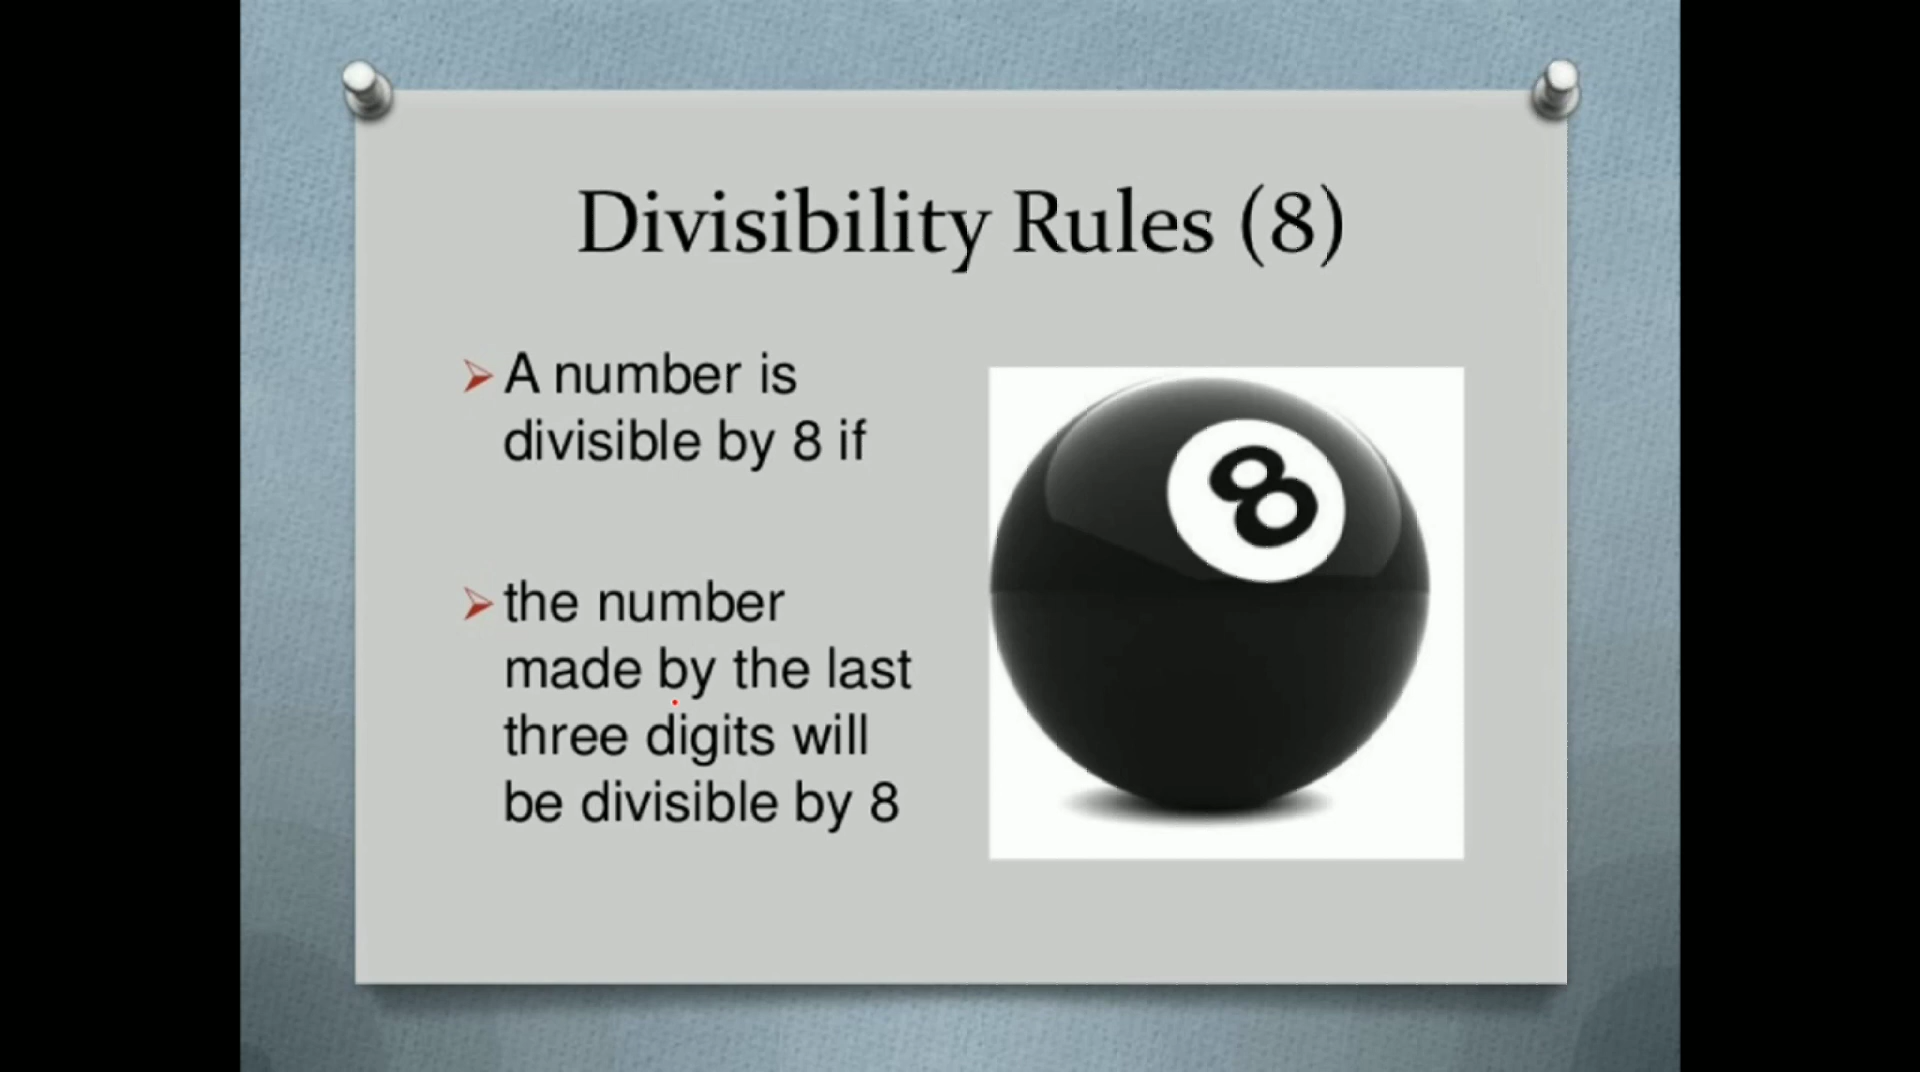 Divisibility Rules (8)
A number is
divisible by 8 if
the number
made by the last
three digits will
be divisible by 8
8